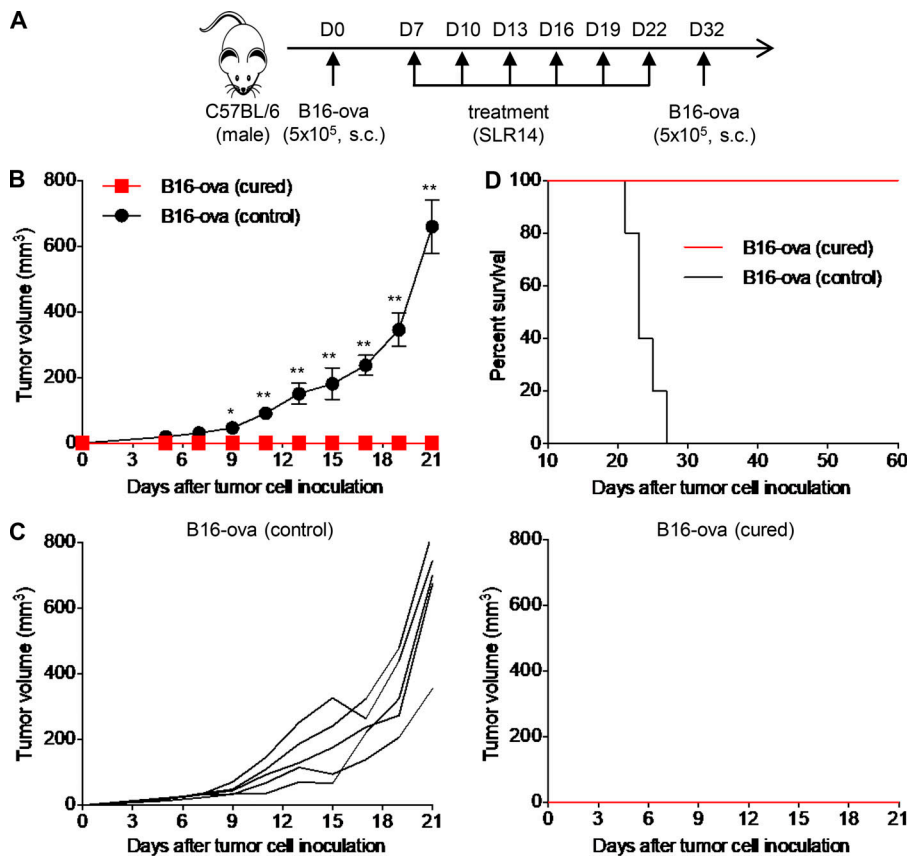 A
D0 D7 D10 D13 D16 D19 D22 D32
C57BL/6
(male)
B16-ova
(5x10⁵, s.c.)
treatment
(SLR14)
B16-ova
(5x10⁵, s.c.)
B
B16-ova (cured)
B16-ova (control)
Tumor volume (mm³)
800
600
400
200
0
* ** ** ** ** ** **
0 3 6 9 12 15 18 21
Days after tumor cell inoculation
D
B16-ova (cured)
B16-ova (control)
Percent survival
100
80
60
40
20
0
10 20 30 40 50 60
Days after tumor cell inoculation
C
B16-ova (control)
Tumor volume (mm³)
800
600
400
200
0
0 3 6 9 12 15 18 21
Days after tumor cell inoculation
B16-ova (cured)
Tumor volume (mm³)
800
600
400
200
0
0 3 6 9 12 15 18 21
Days after tumor cell inoculation